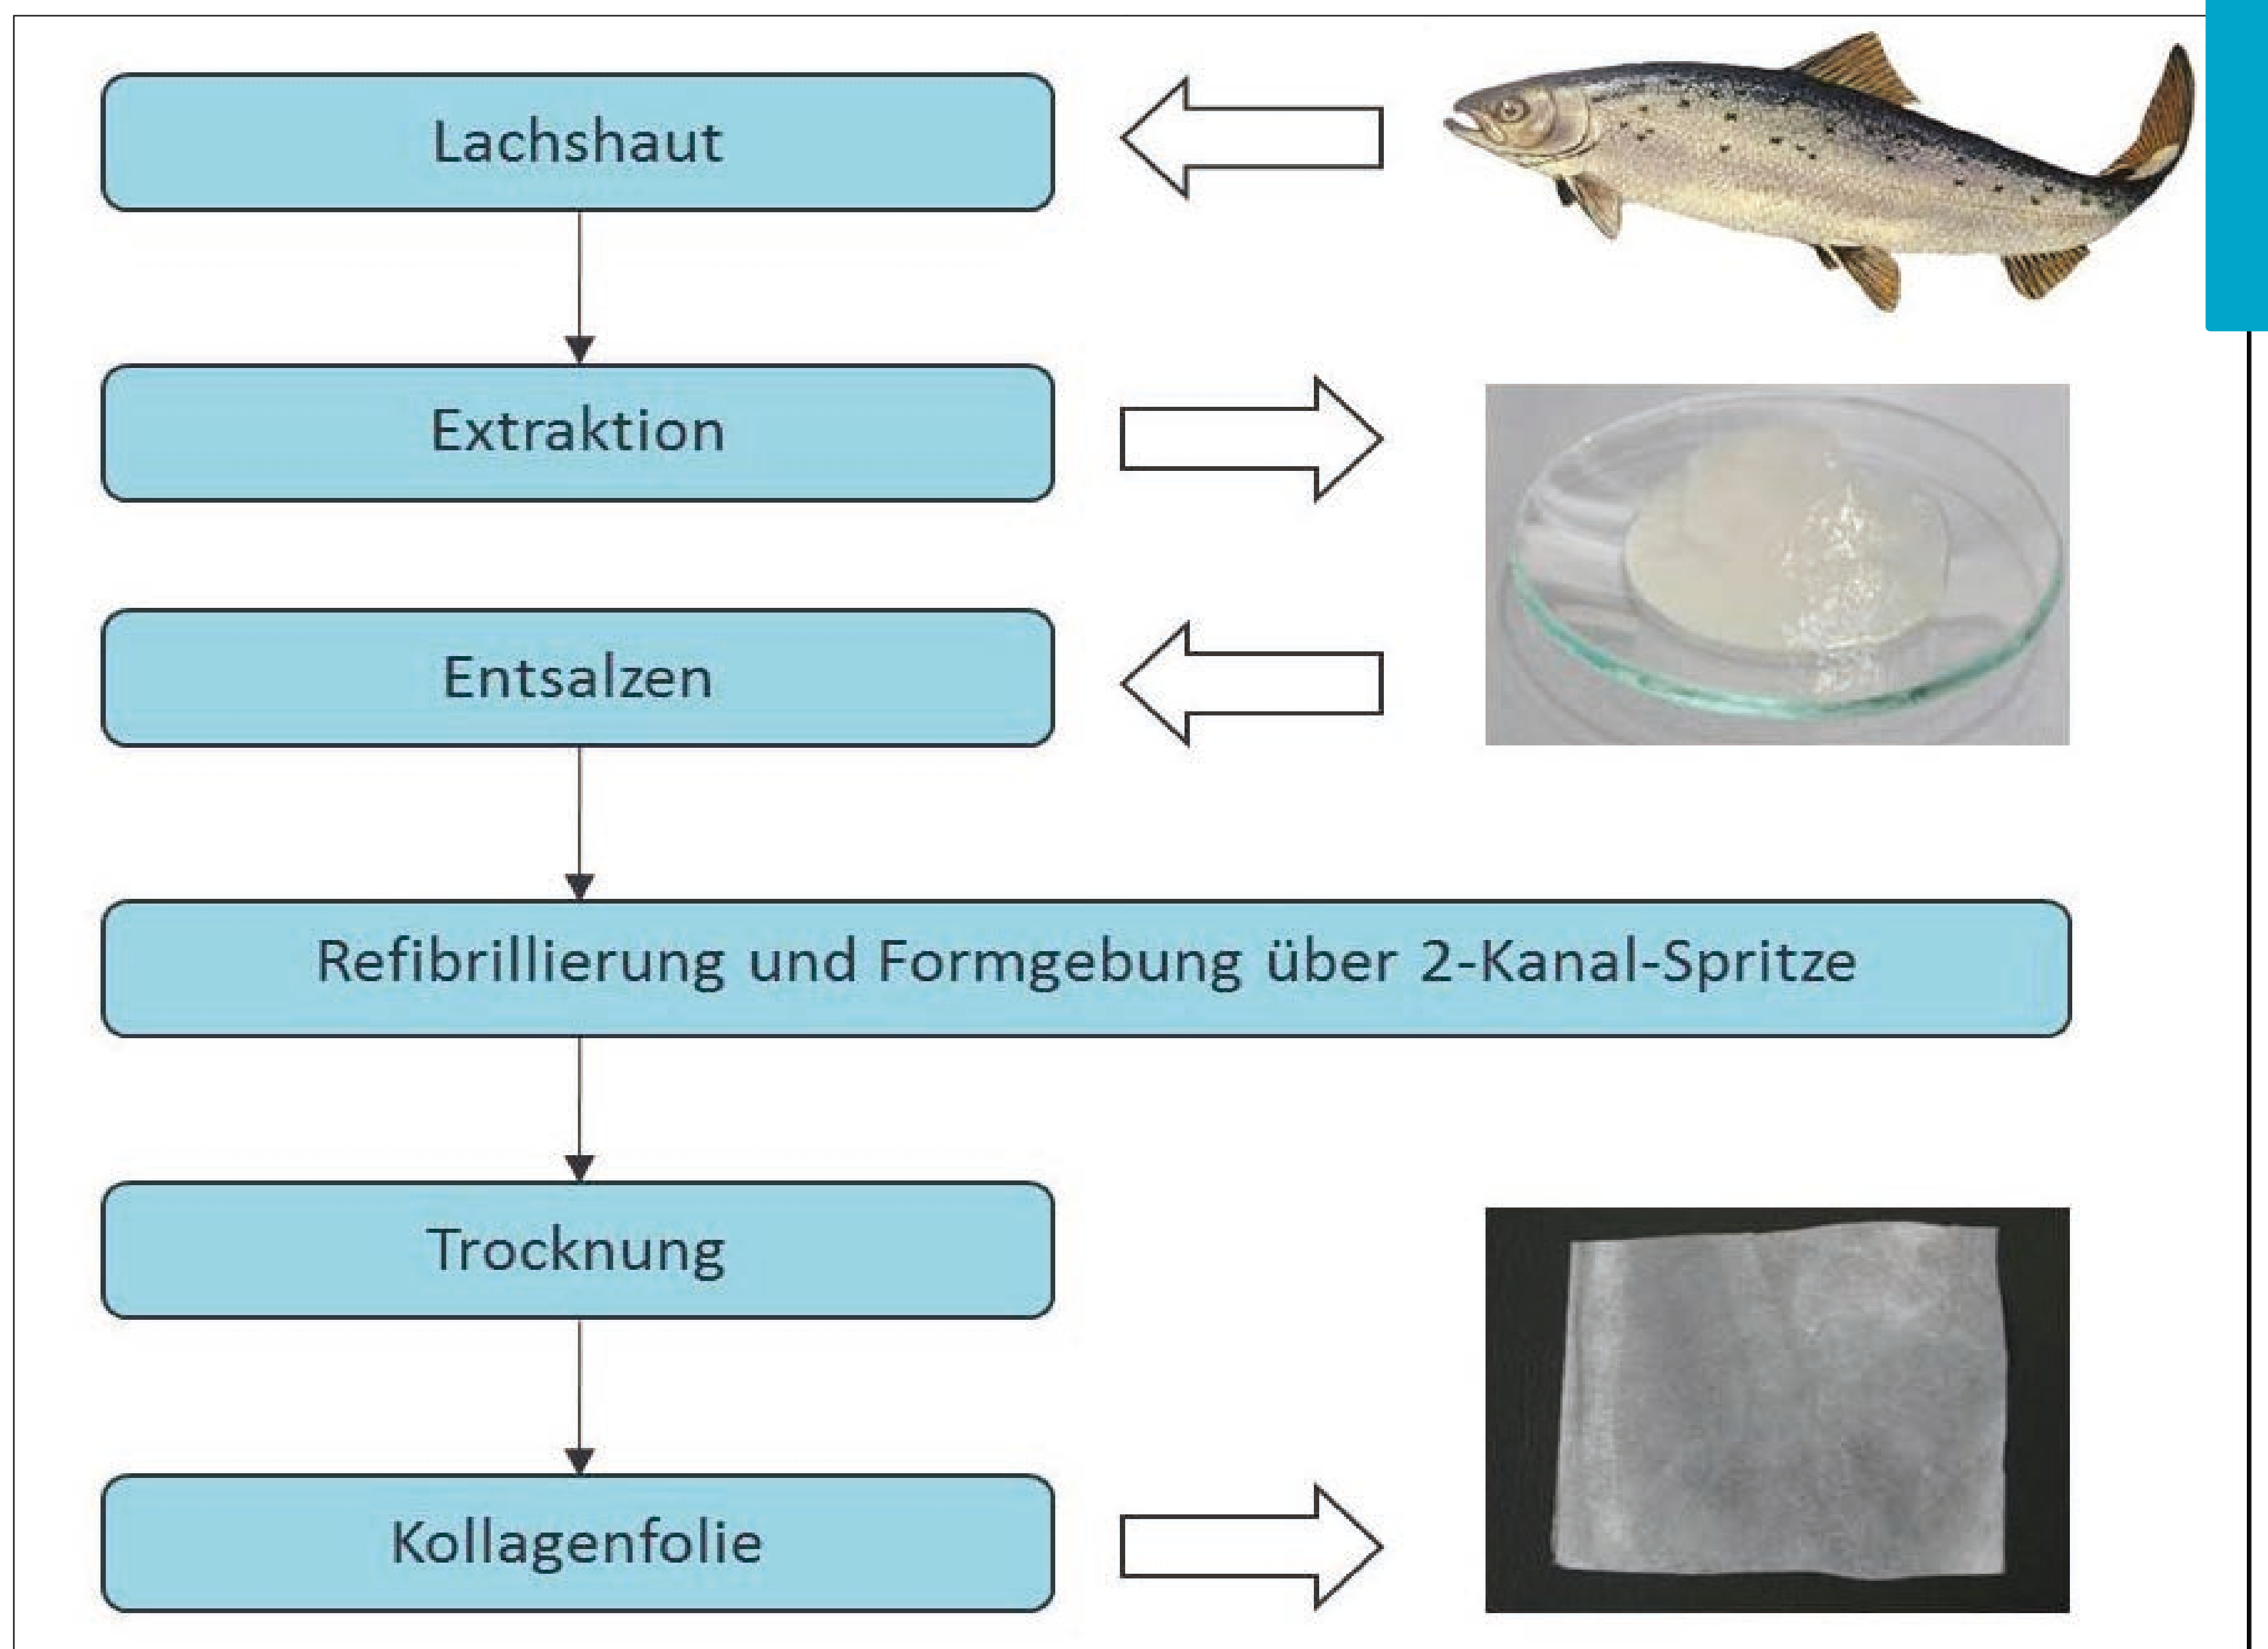 Lachshaut
Extraktion
Entsalzen
Refibrillierung und Formgebung über 2-Kanal-Spritze
Trocknung
Kollagenfolie